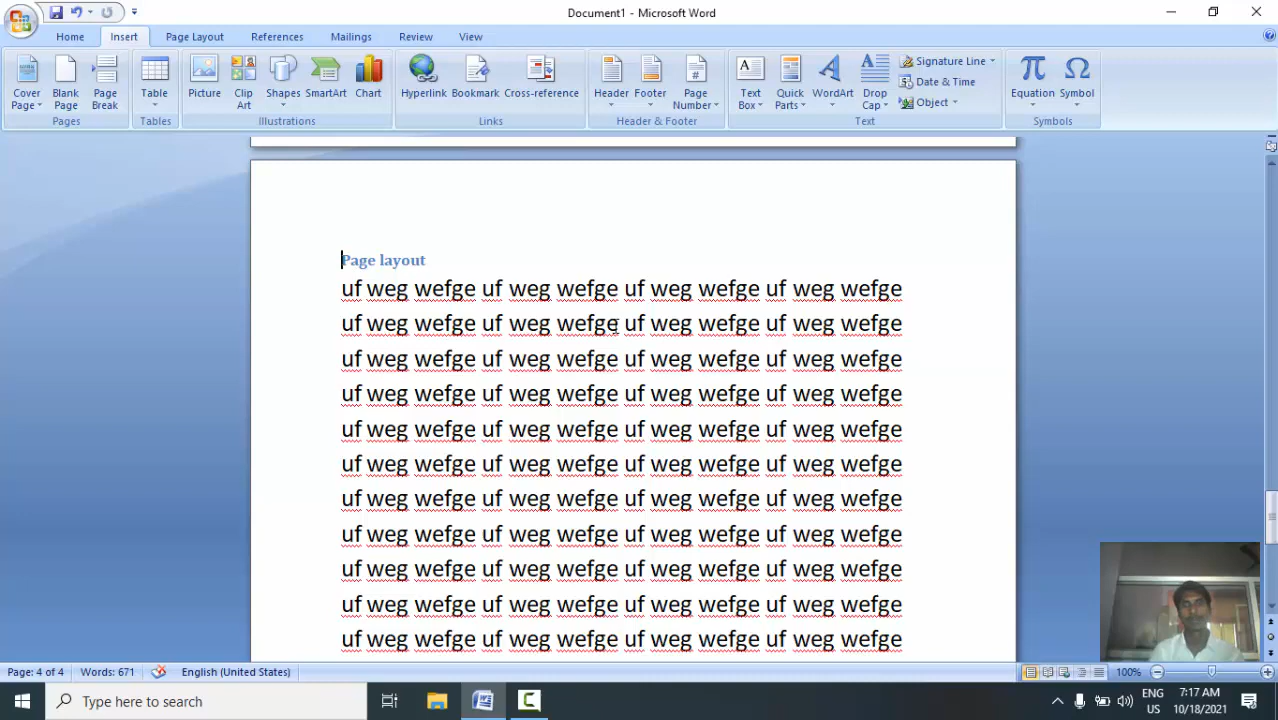 Document1 - Microsoft Word
Home Insert Page Layout References Mailings Review View
Cover Page Blank Page Page Break Table Picture Clip Art Shapes SmartArt Chart Hyperlink Bookmark Cross-reference Header Footer Page Number Text Box Quick Parts WordArt Drop Cap Signature Line Date & Time Object Equation Symbol
Pages Tables Illustrations Links Header & Footer Text Symbols
Page layout
uf weg wefge uf weg wefge uf weg wefge uf weg wefge
uf weg wefge uf weg wefge uf weg wefge uf weg wefge
uf weg wefge uf weg wefge uf weg wefge uf weg wefge
uf weg wefge uf weg wefge uf weg wefge uf weg wefge
uf weg wefge uf weg wefge uf weg wefge uf weg wefge
uf weg wefge uf weg wefge uf weg wefge uf weg wefge
uf weg wefge uf weg wefge uf weg wefge uf weg wefge
uf weg wefge uf weg wefge uf weg wefge uf weg wefge
uf weg wefge uf weg wefge uf weg wefge uf weg wefge
uf weg wefge uf weg wefge uf weg wefge uf weg wefge
uf weg wefge uf weg wefge uf weg wefge uf weg wefge
Page: 4 of 4 Words: 671 English (United States) 100%
Type here to search
ENG 7:17 AM
US 10/18/2021